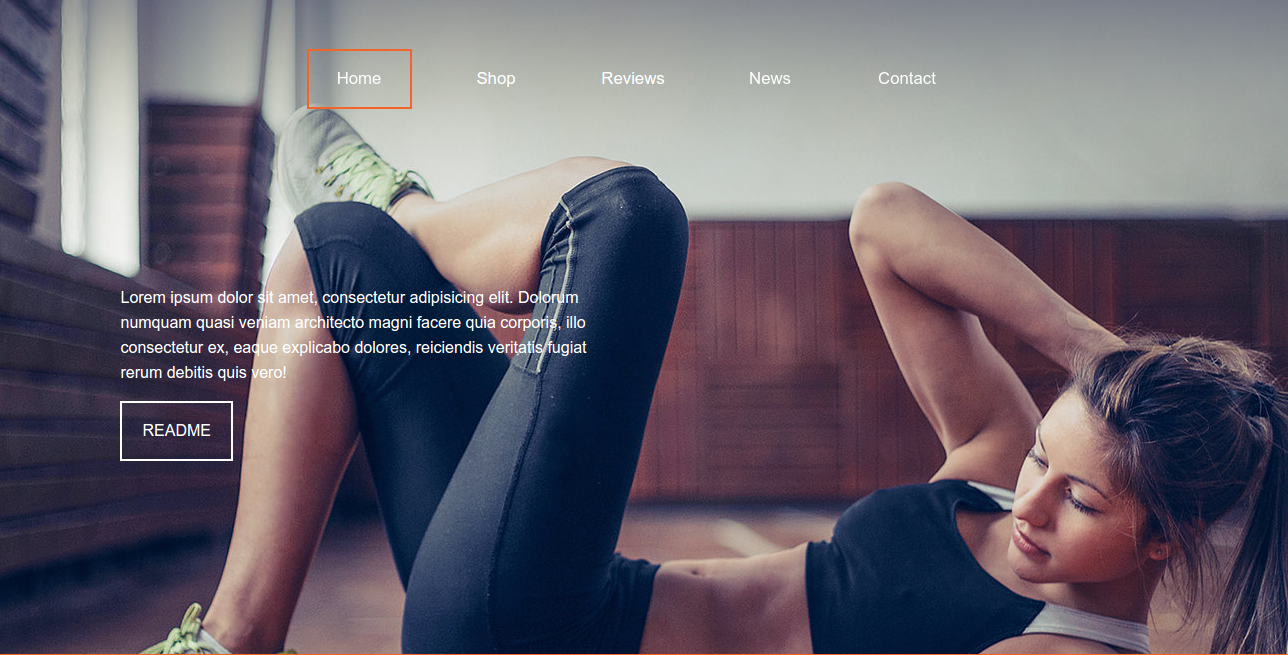 Home Shop Reviews News Contact
Lorem ipsum dolor sit amet, consectetur adipisicing elit. Dolorum
numquam quasi veniam architecto magni facere quia corporis, illo
consectetur ex, eaque explicabo dolores, reiciendis veritatis fugiat
rerum debitis quis vero!
README